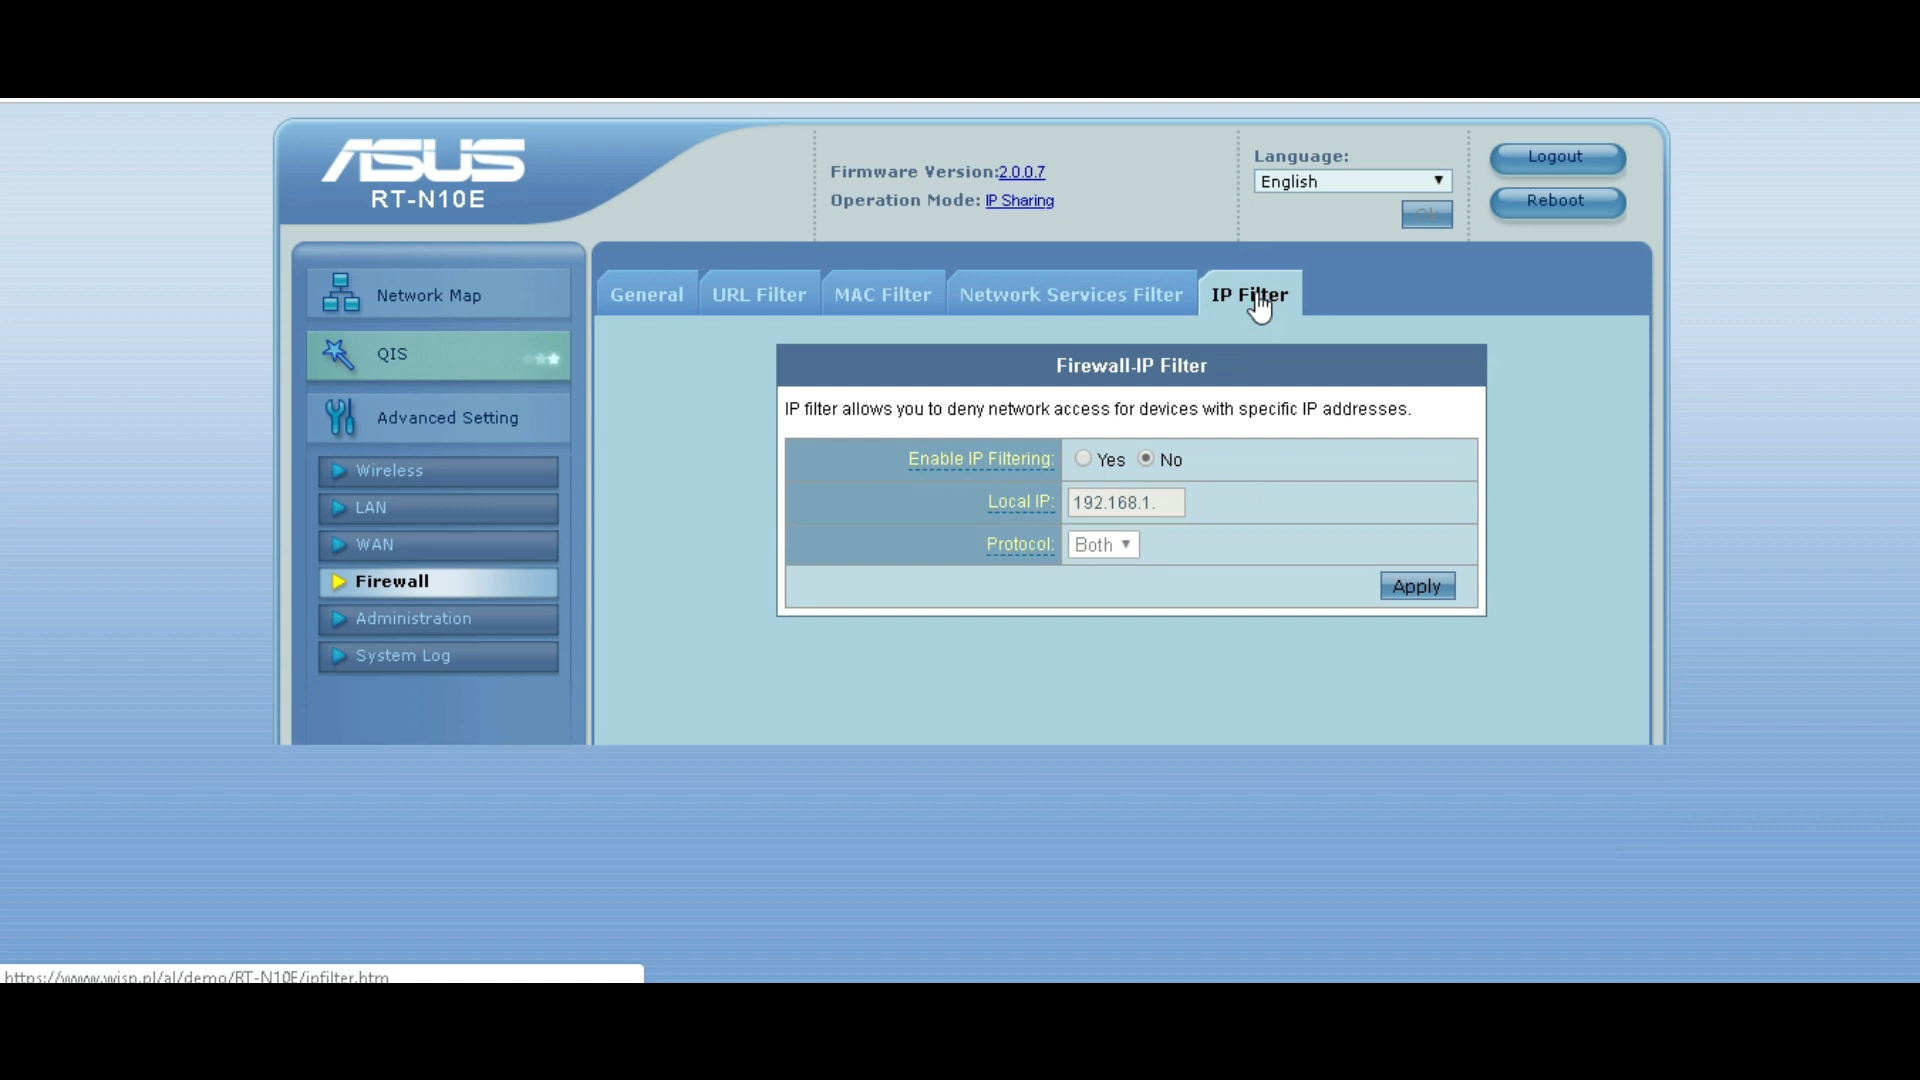 ASUS
RT-N10E
Firmware Version:2.0.0.7
Operation Mode: IP Sharing
Language:
English
Logout
Reboot
Network Map
QIS
Advanced Setting
Wireless
LAN
WAN
Firewall
Administration
System Log
General URL Filter MAC Filter Network Services Filter IP Filter
Firewall-IP Filter
IP filter allows you to deny network access for devices with specific IP addresses.
Enable IP Filtering: Yes No
Local IP: 192.168.1.
Protocol: Both
Apply
https://www.wisp.pl/al/demo/RT-N10E/ipfilter.htm